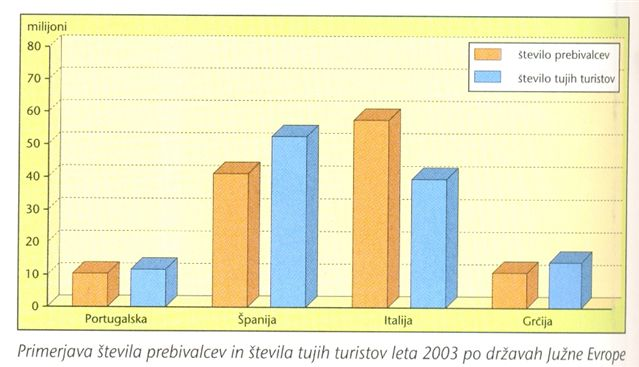 milijoni
80
70
60
50
40
30
20
10
0
število prebivalcev
število tujih turistov
Portugalska
Španija
Italija
Grčija
Primerjava števila prebivalcev in števila tujih turistov leta 2003 po državah Južne Evrope